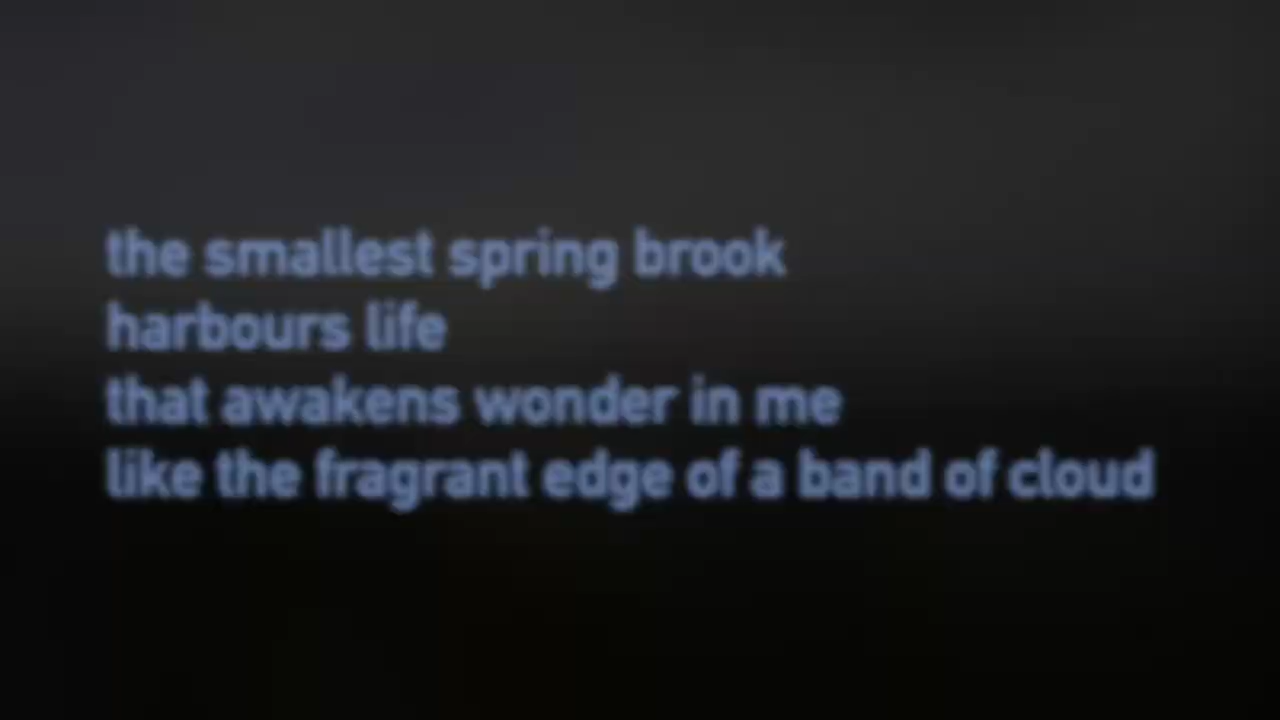 the smallest spring brook
harbours life
that awakens wonder in me
like the fragrant edge of a band of cloud